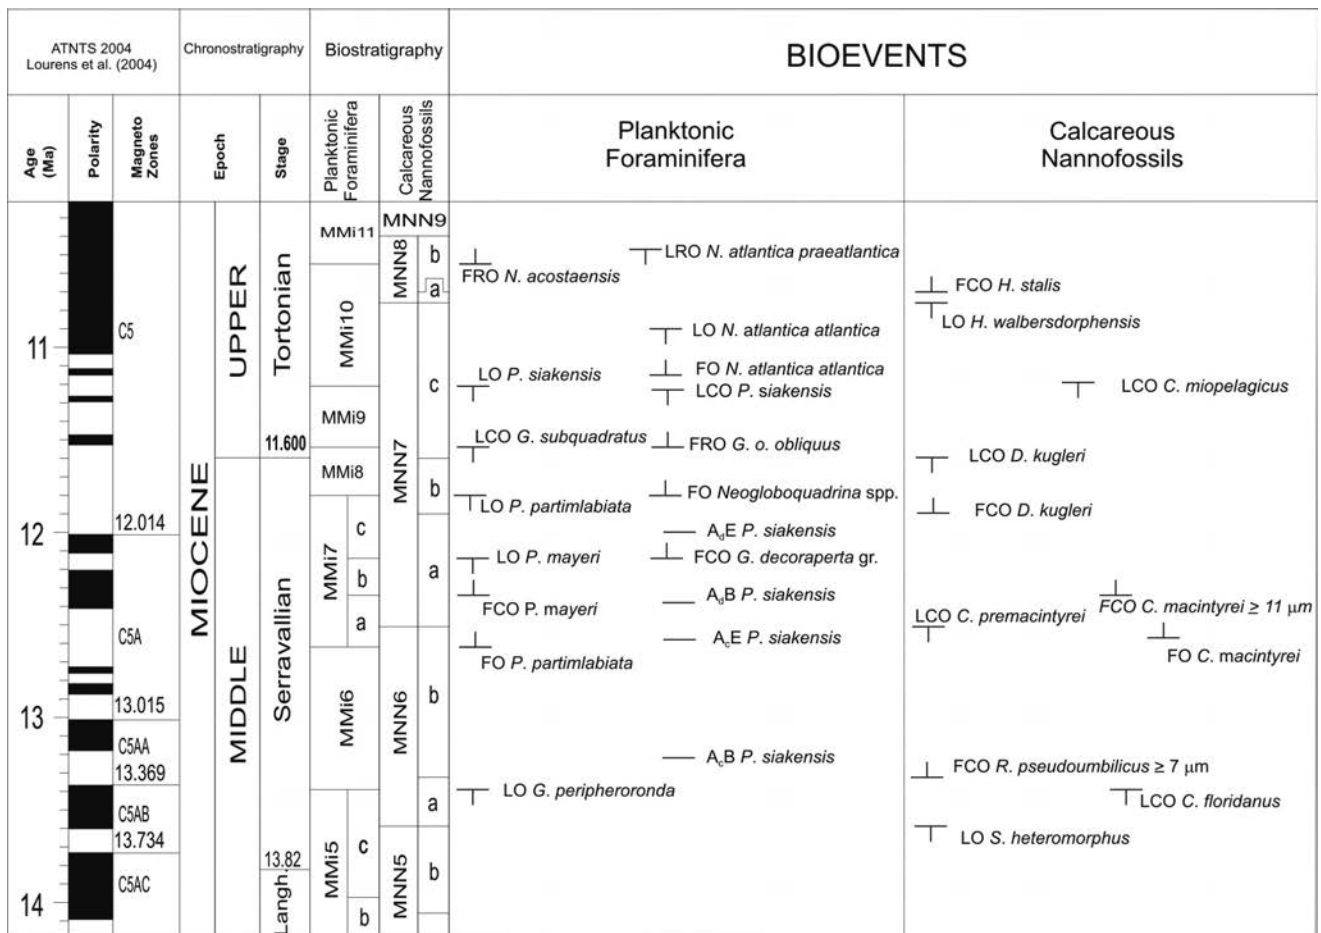 ATNTS 2004
Lourens et al. (2004)
Chronostratigraphy
Biostratigraphy
BIOEVENTS
Age
(Ma)
Polarity
Magneto
Zones
Epoch
Stage
Planktonic
Foraminifera
Calcareous
Nannofossils
Planktonic
Foraminifera
Calcareous
Nannofossils
11
12
13
14
C5
12.014
C5A
13.015
C5AA
13.369
C5AB
13.734
C5AC
MIOCENE
UPPER
MIDDLE
Tortonian
11.600
Serravallian
13.82
Langh.
MMi11
MMi10
MMi9
MMi8
MMi7
c
b
a
MMi6
MMi5
c
b
MNN9
MNN8
b
a
MNN7
c
b
a
MNN6
b
a
MNN5
b
FRO N. acostaensis
LRO N. atlantica praeatlantica
LO N. atlantica atlantica
LO P. siakensis
FO N. atlantica atlantica
LCO P. siakensis
LCO G. subquadratus
FRO G. o. obliquus
LO P. partimlabiata
FO Neogloboquadrina spp.
AdE P. siakensis
LO P. mayeri
FCO G. decoraperta gr.
FCO P. mayeri
AdB P. siakensis
AcE P. siakensis
FO P. partimlabiata
AcB P. siakensis
LO G. peripheroronda
FCO H. stalis
LO H. walbersdorphensis
LCO C. miopelagicus
LCO D. kugleri
FCO D. kugleri
LCO C. premacintyrei
FCO C. macintyrei ≥ 11 μm
FO C. macintyrei
FCO R. pseudoumbilicus ≥ 7 μm
LCO C. floridanus
LO S. heteromorphus